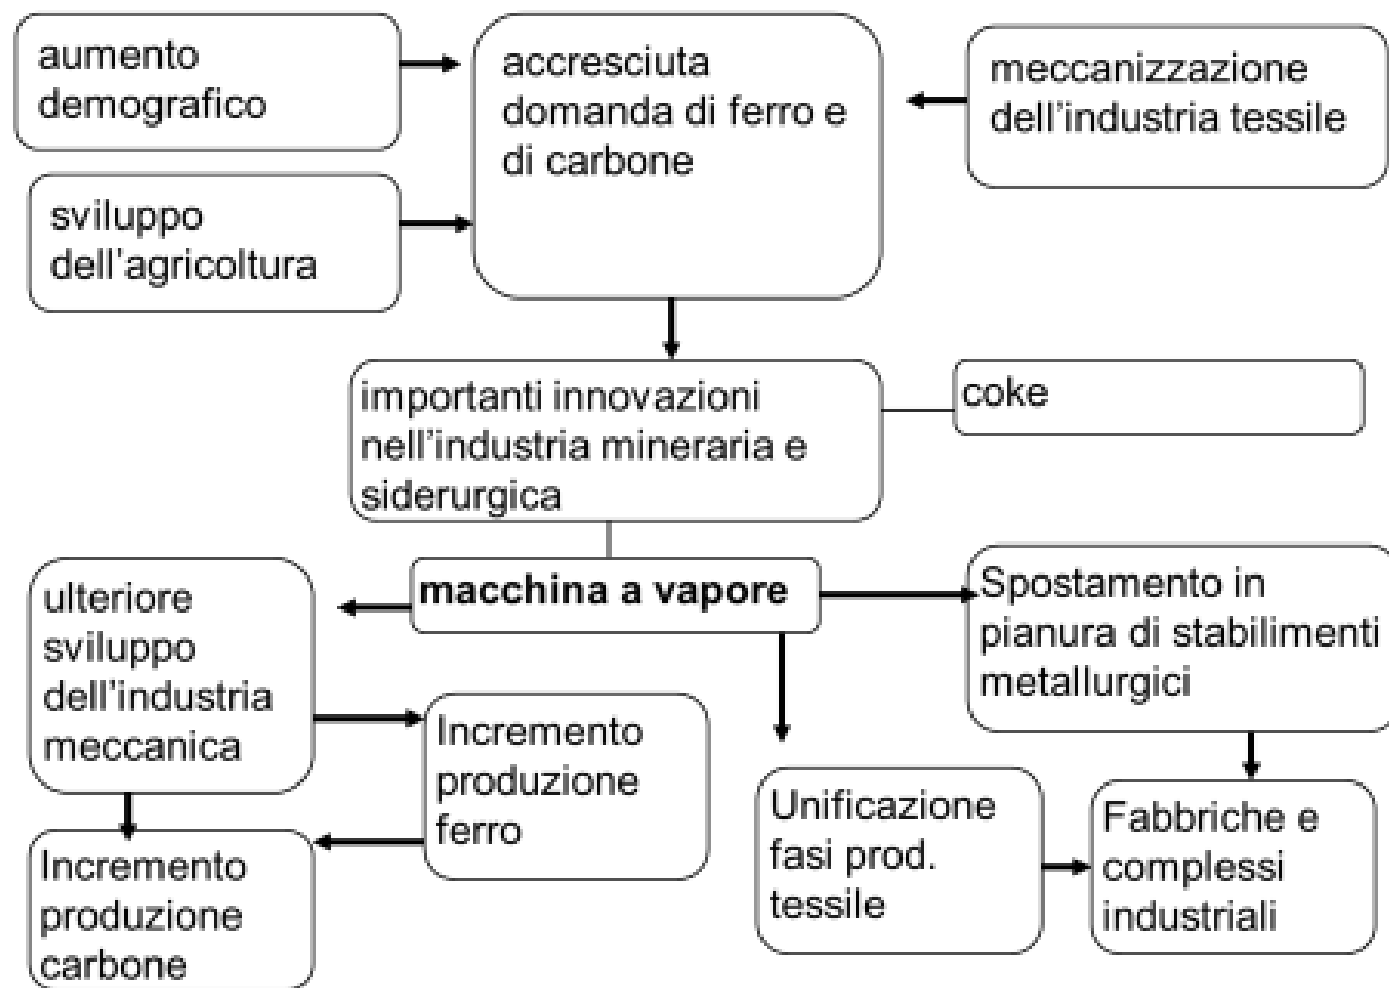 aumento
demografico
accresciuta
domanda di ferro e
di carbone
meccanizzazione
dell'industria tessile
sviluppo
dell'agricoltura
importanti innovazioni
nell'industria mineraria e
siderurgica
coke
macchina a vapore
ulteriore
sviluppo
dell'industria
meccanica
Spostamento in
pianura di stabilimenti
metallurgici
Incremento
produzione
ferro
Unificazione
fasi prod.
tessile
Fabbriche e
complessi
industriali
Incremento
produzione
carbone